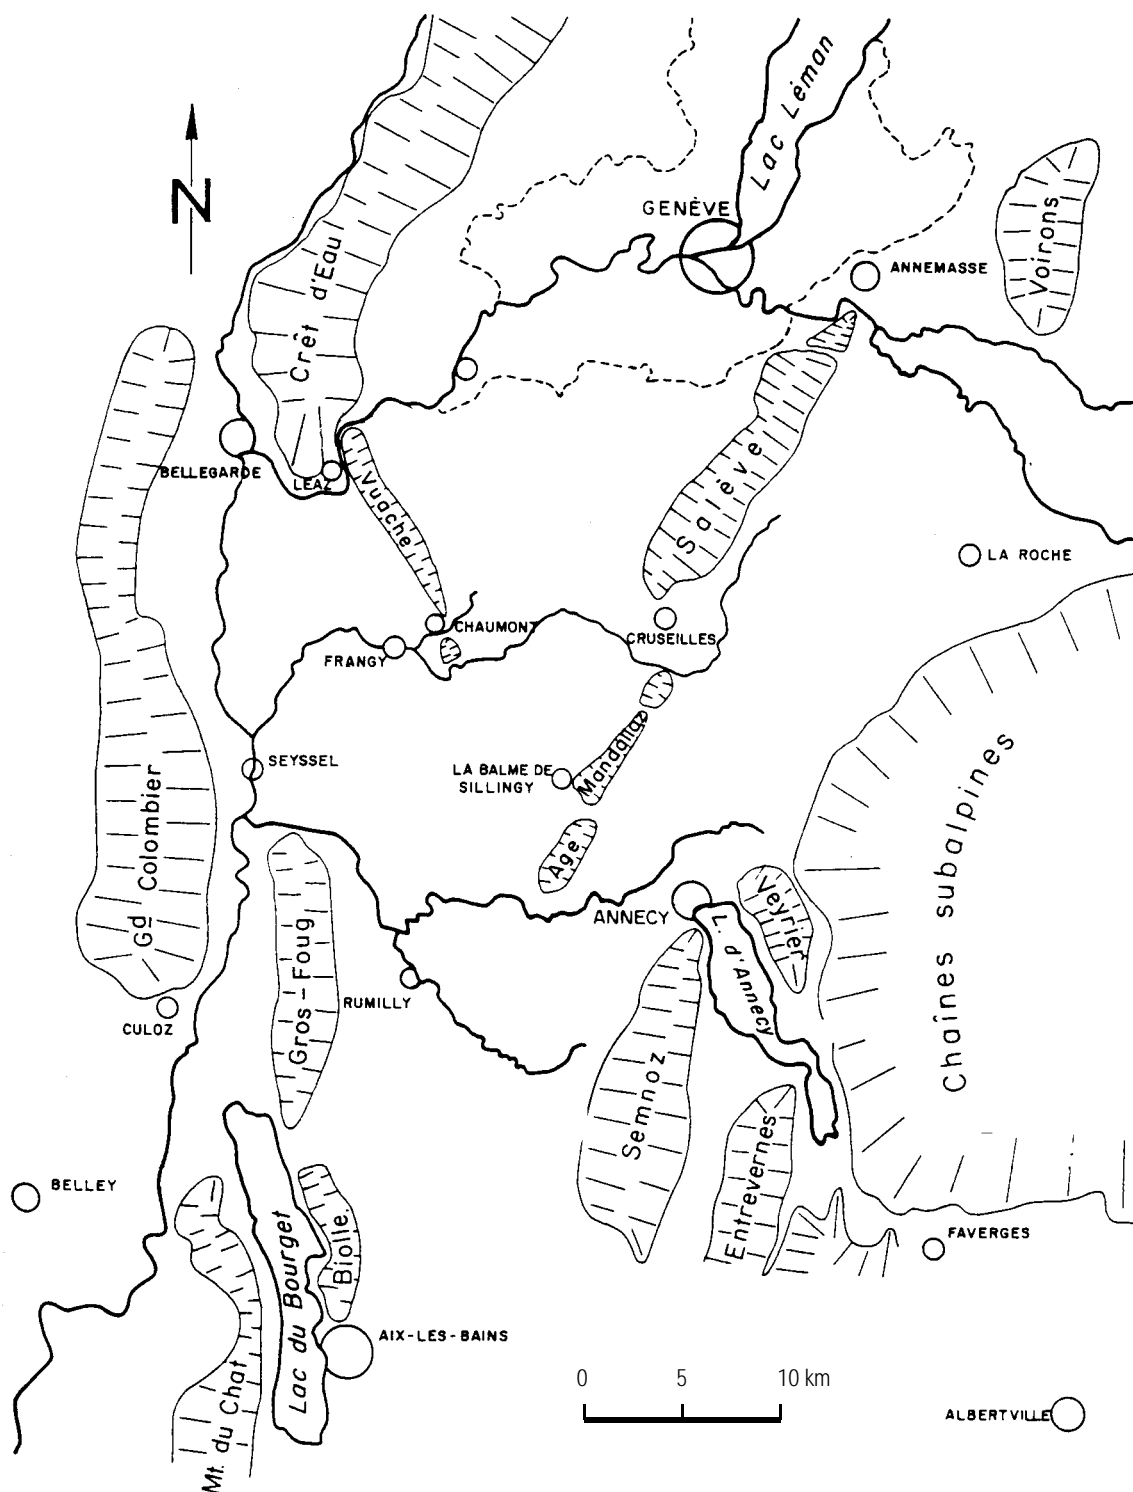 Lac Léman
N
GENÈVE
ANNEMASSE
Voirons
Crêt d'Eau
BELLEGARDE
LEAZ
Vuache
Salève
LA ROCHE
CHAUMONT
CRUSEILLES
FRANGY
SEYSSEL
LA BALME DE
SILLINGY
Mandallaz
Age
Gd Colombier
Chaînes subalpines
Veyrier
ANNECY
L. d'Annecy
Gros-Foug
RUMILLY
CULOZ
Semnoz
Entrevernes
BELLEY
Biolle
Lac du Bourget
FAVERGES
AIX-LES-BAINS
Mt. du Chat
0 5 10 km
ALBERTVILLE